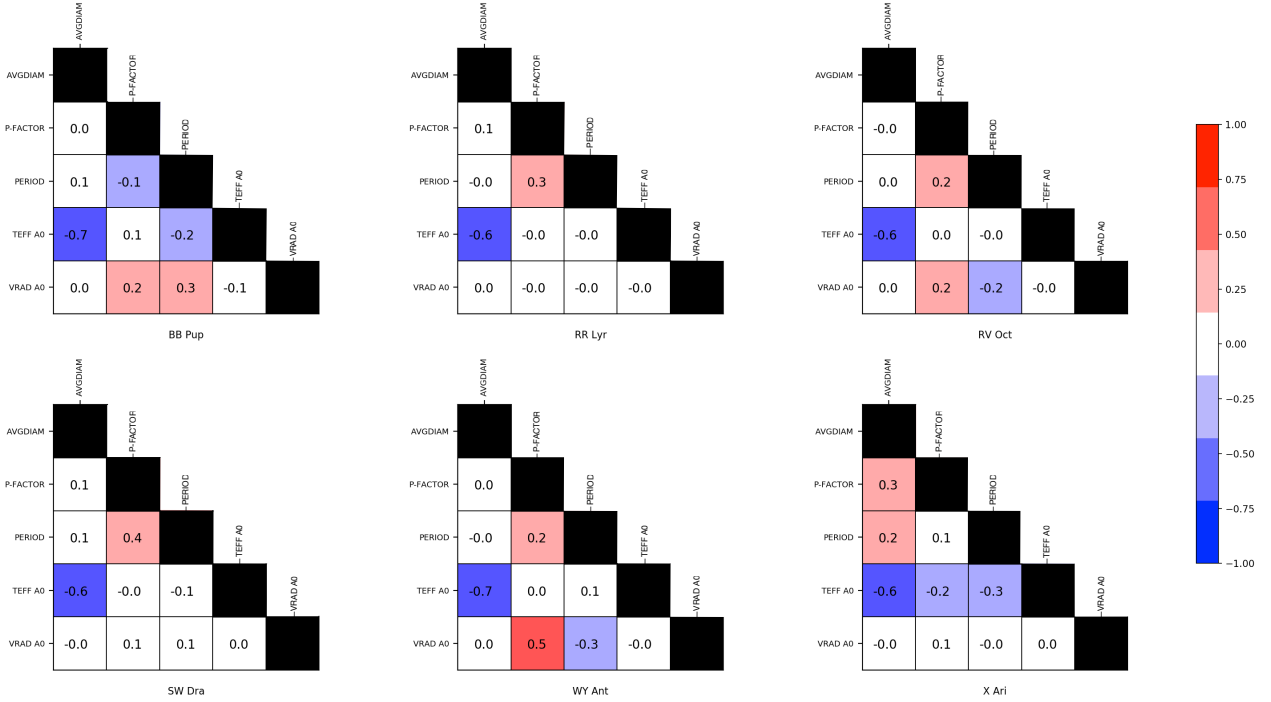 AVGDIAM AVGDIAM AVGDIAM
AVGDIAM P-FACTOR AVGDIAM P-FACTOR AVGDIAM P-FACTOR
P-FACTOR 0.0 PERIOD P-FACTOR 0.1 PERIOD P-FACTOR -0.0 PERIOD
1.00
PERIOD 0.1 -0.1 TEFF A0 PERIOD -0.0 0.3 TEFF A0 PERIOD 0.0 0.2 TEFF A0
0.75
TEFF A0 -0.7 0.1 -0.2 VRAD A0 TEFF A0 -0.6 -0.0 -0.0 VRAD A0 TEFF A0 -0.6 0.0 -0.0 VRAD A0
0.50
VRAD A0 0.0 0.2 0.3 -0.1 VRAD A0 0.0 -0.0 -0.0 -0.0 VRAD A0 0.0 0.2 -0.2 -0.0
0.25
BB Pup RR Lyr RV Oct
0.00
AVGDIAM AVGDIAM AVGDIAM
−0.25
AVGDIAM P-FACTOR AVGDIAM P-FACTOR AVGDIAM P-FACTOR
−0.50
P-FACTOR 0.1 PERIOD P-FACTOR 0.0 PERIOD P-FACTOR 0.3 PERIOD
−0.75
PERIOD 0.1 0.4 TEFF A0 PERIOD -0.0 0.2 TEFF A0 PERIOD 0.2 0.1 TEFF A0
−1.00
TEFF A0 -0.6 -0.0 -0.1 VRAD A0 TEFF A0 -0.7 0.0 0.1 VRAD A0 TEFF A0 -0.6 -0.2 -0.3 VRAD A0
VRAD A0 -0.0 0.1 0.1 0.0 VRAD A0 0.0 0.5 -0.3 -0.0 VRAD A0 -0.0 0.1 -0.0 0.0
SW Dra WY Ant X Ari